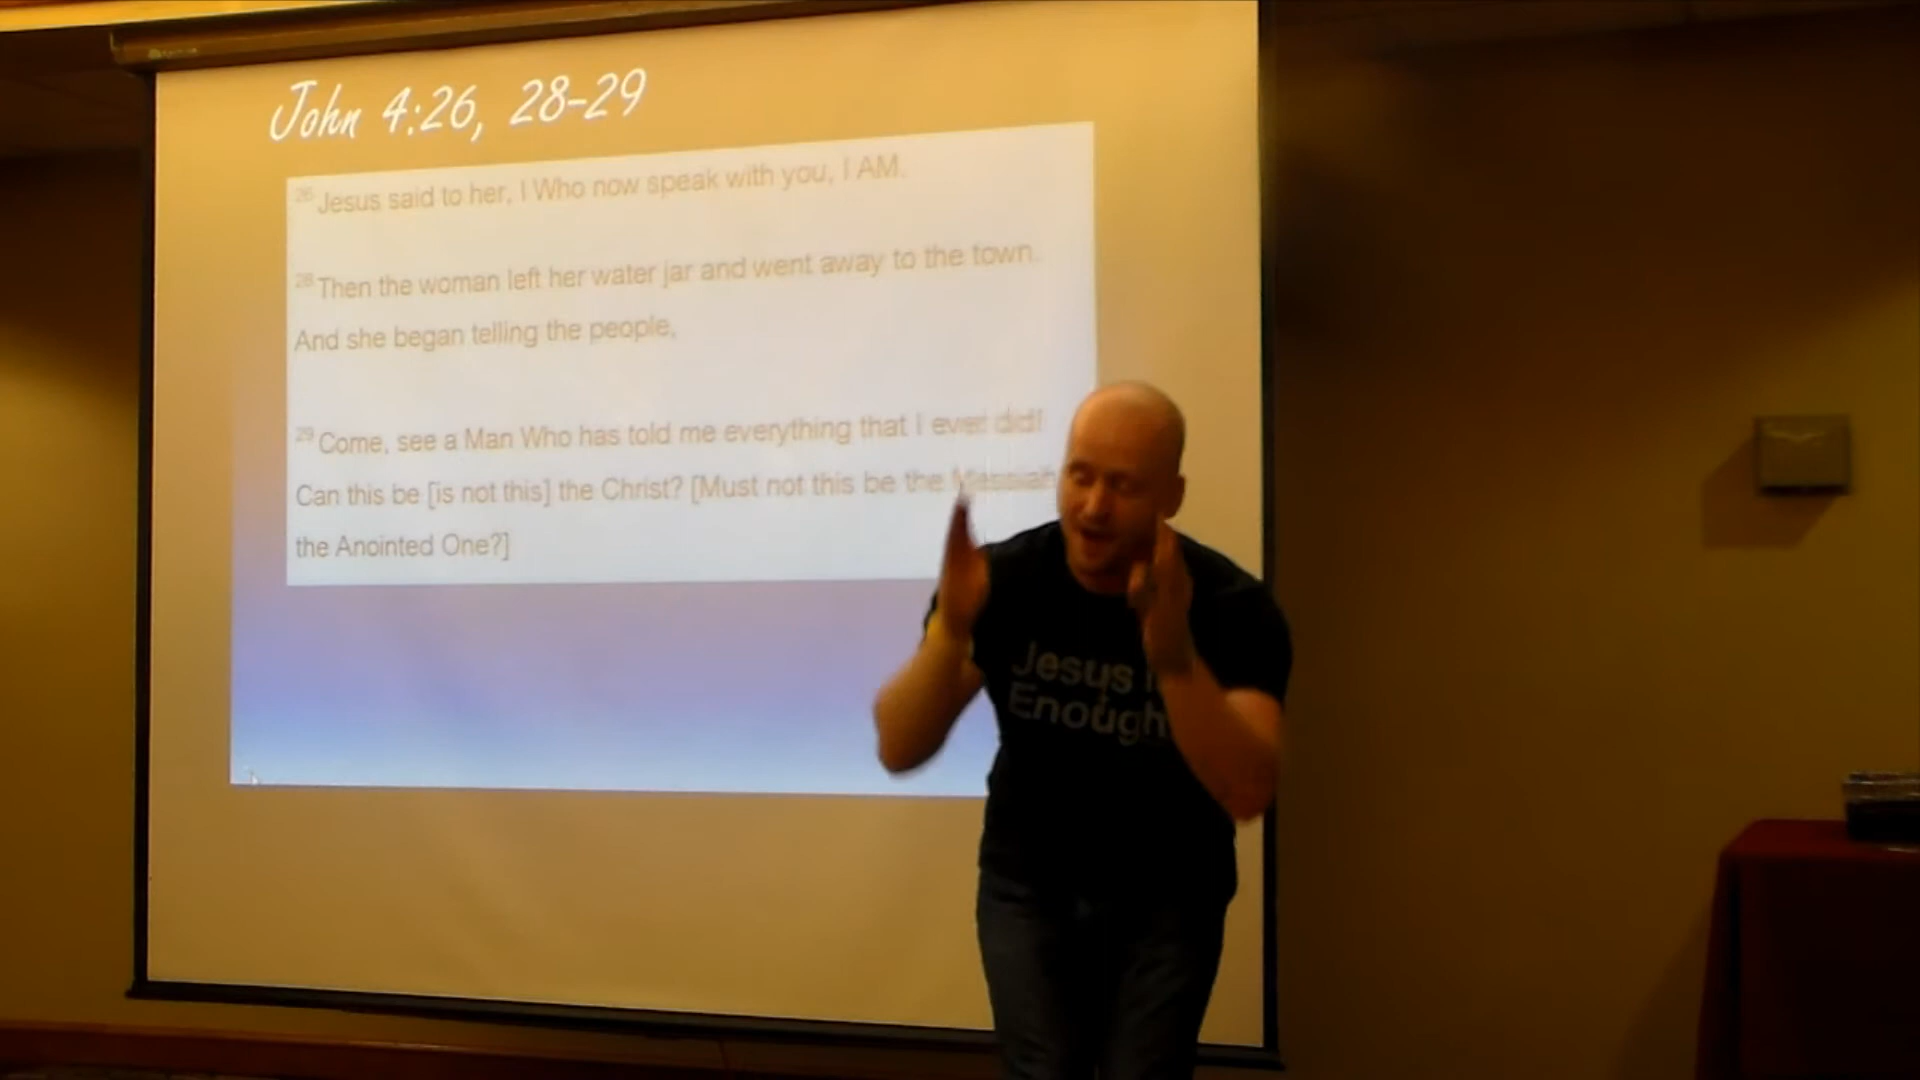 John 4:26, 28-29
26 Jesus said to her, I Who now speak with you, I AM.
28 Then the woman left her water jar and went away to the town.
And she began telling the people,
29 Come, see a Man Who has told me everything that I ever did!
Can this be [is not this] the Christ? [Must not this be the Messiah
the Anointed One?]
Jesus
Enough